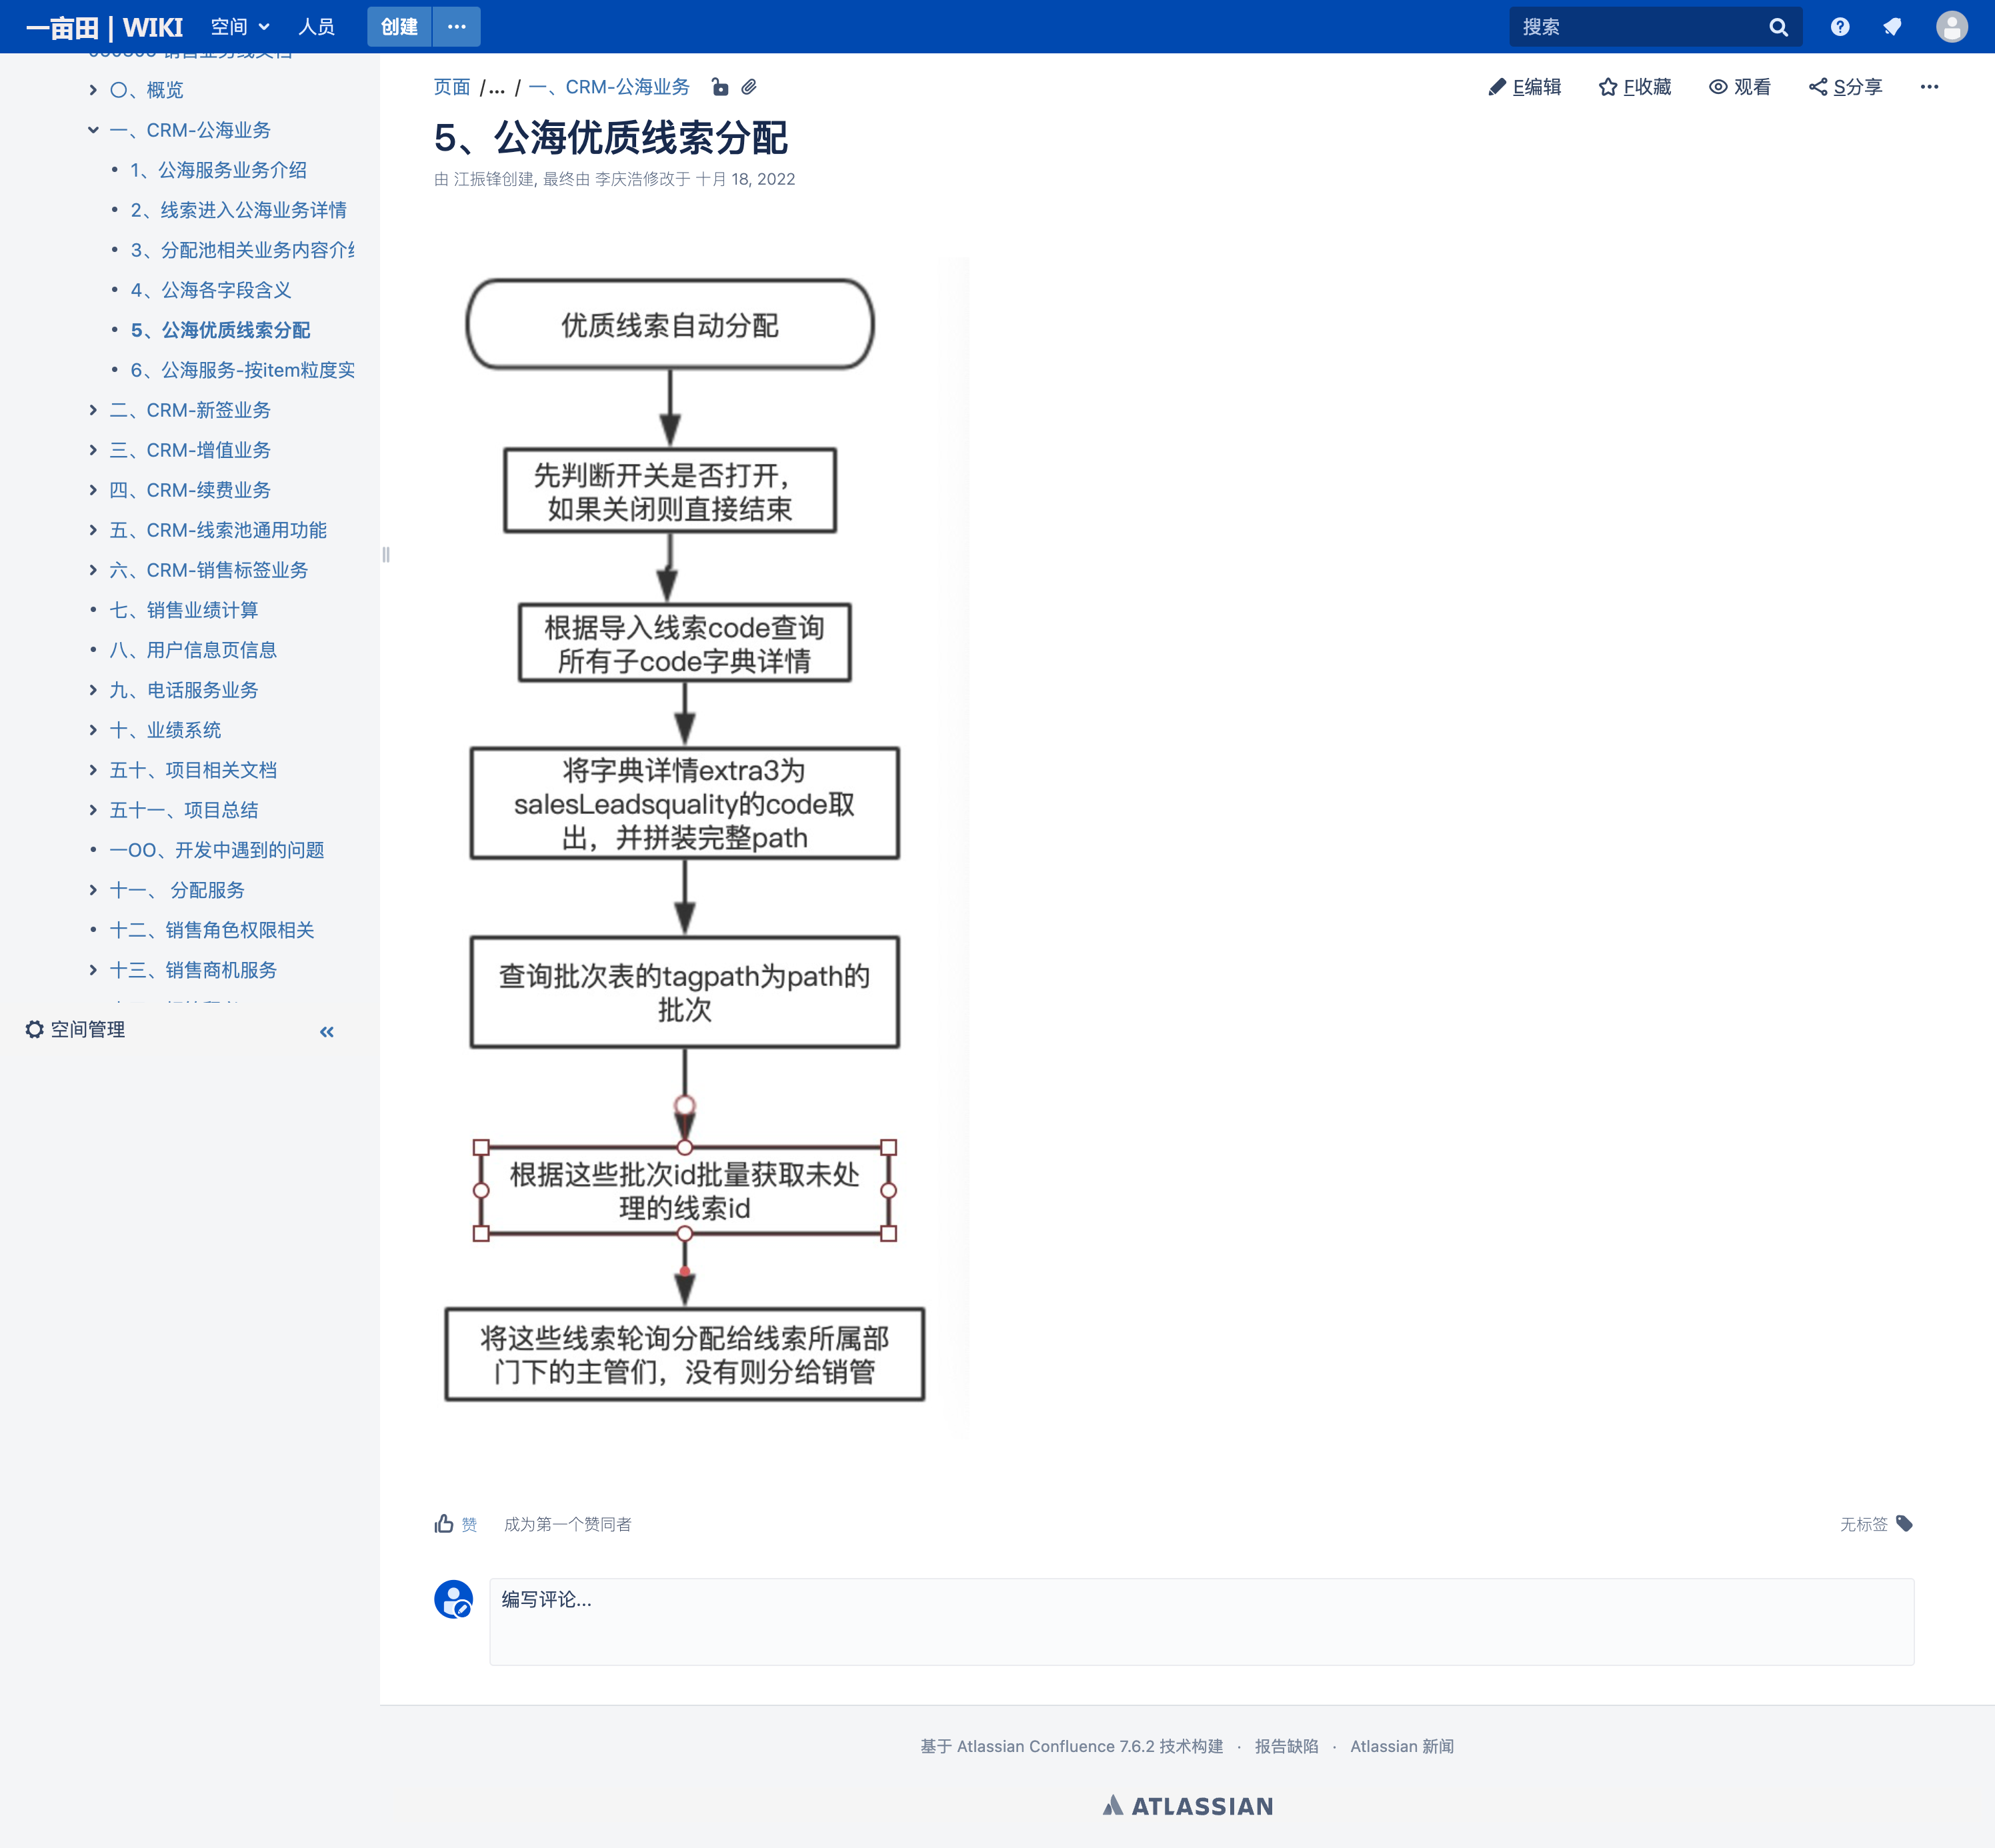 一亩田 | WIKI
空间
人员
创建
搜索
〇、概览
一、CRM-公海业务
1、公海服务业务介绍
2、线索进入公海业务详情
3、分配池相关业务内容介
4、公海各字段含义
5、公海优质线索分配
6、公海服务-按item粒度实
二、CRM-新签业务
三、CRM-增值业务
四、CRM-续费业务
五、CRM-线索池通用功能
六、CRM-销售标签业务
七、销售业绩计算
八、用户信息页信息
九、电话服务业务
十、业绩系统
五十、项目相关文档
五十一、项目总结
一OO、开发中遇到的问题
十一、 分配服务
十二、销售角色权限相关
十三、销售商机服务
空间管理
页面 /... / 一、CRM-公海业务
E编辑
F收藏
观看
S分享
5、公海优质线索分配
由 江振锋创建, 最终由 李庆浩修改于 十月 18, 2022
优质线索自动分配
先判断开关是否打开，
如果关闭则直接结束
根据导入线索code查询
所有子code字典详情
将字典详情extra3为
salesLeadsquality的code取
出，并拼装完整path
查询批次表的tagpath为path的
批次
根据这些批次id批量获取未处
理的线索id
将这些线索轮询分配给线索所属部
门下的主管们，没有则分给销管
赞
成为第一个赞同者
无标签
编写评论...
基于 Atlassian Confluence 7.6.2 技术构建 · 报告缺陷 · Atlassian 新闻
ATLASSIAN